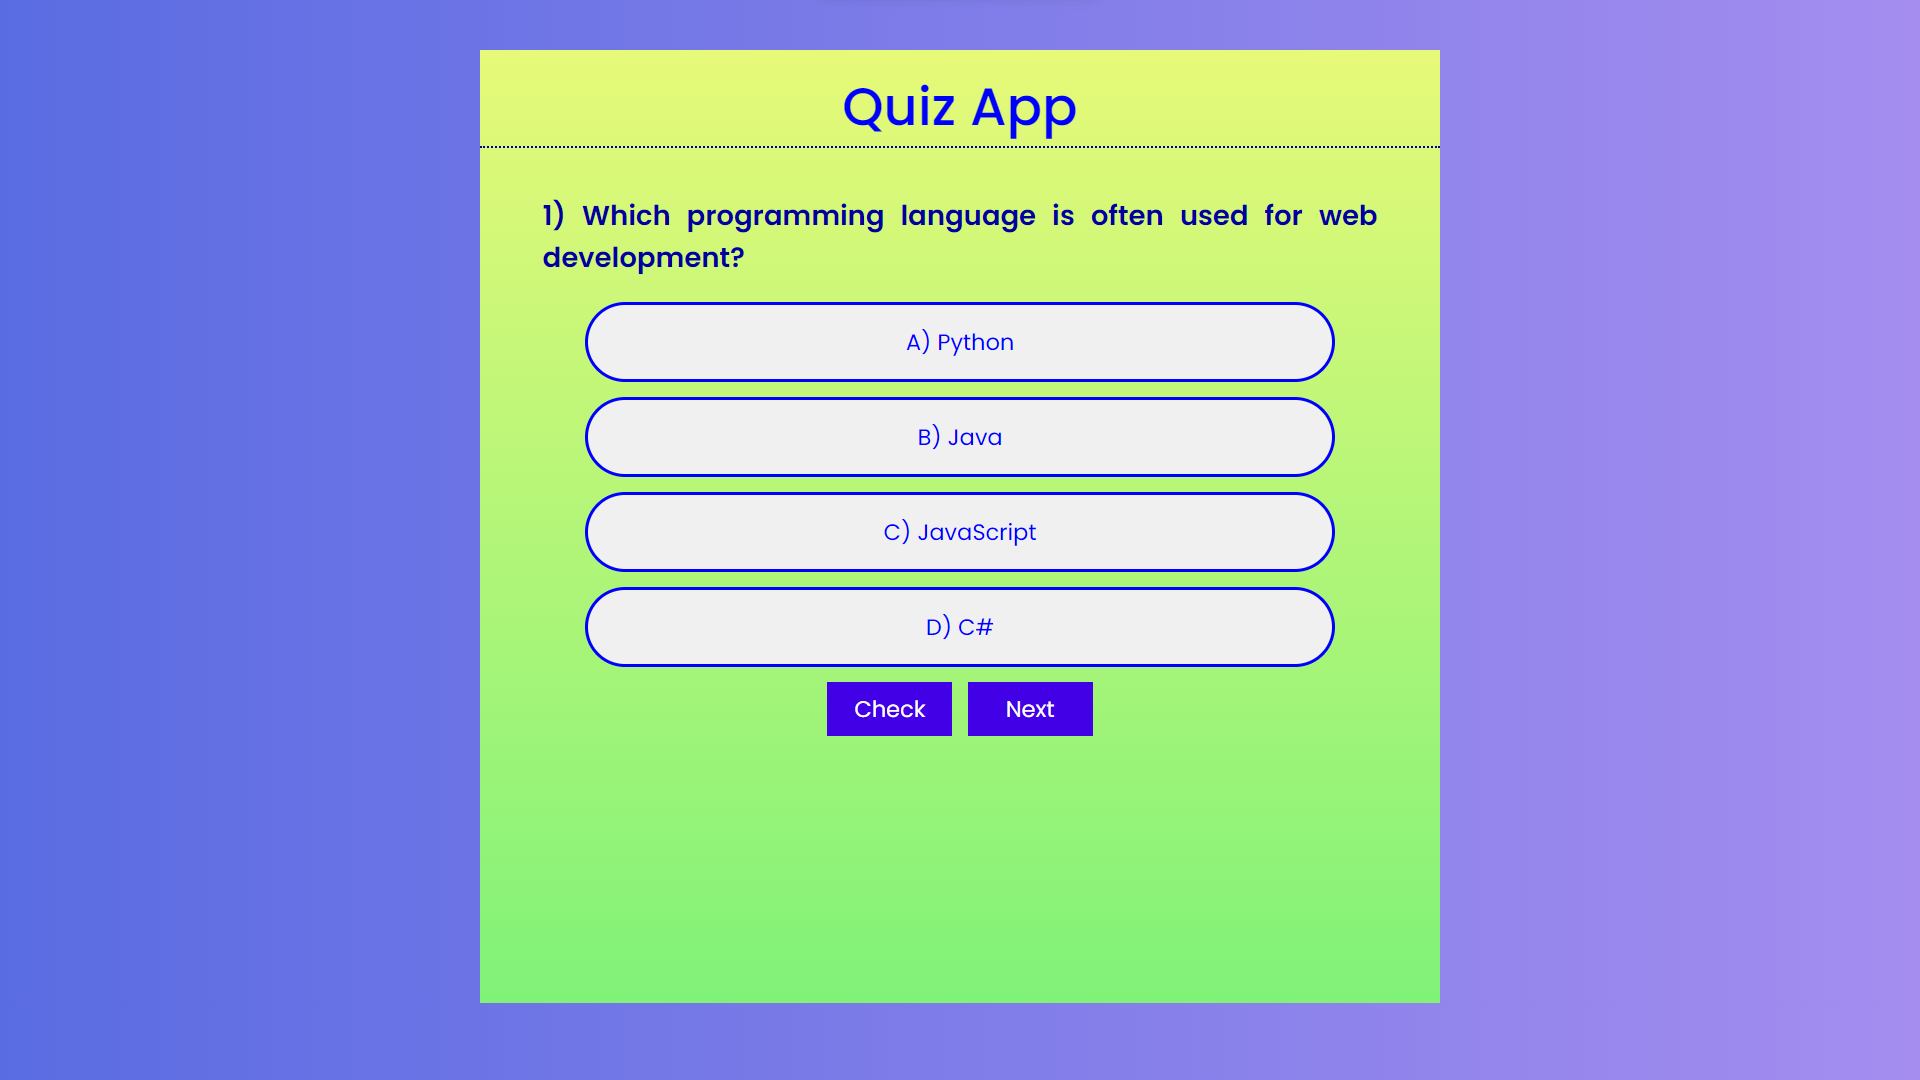 Quiz App
1) Which programming language is often used for web
development?
A) Python
B) Java
C) JavaScript
D) C#
Check Next